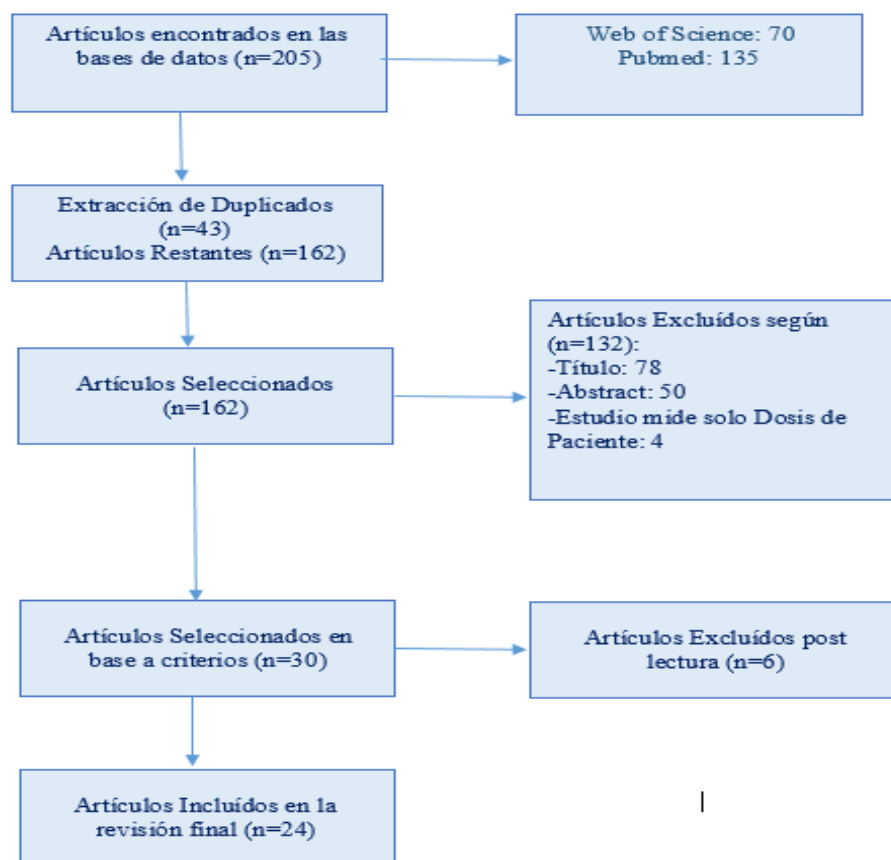 Artículos encontrados en las
bases de datos (n=205)
Web of Science: 70
Pubmed: 135
Extracción de Duplicados
(n=43)
Artículos Restantes (n=162)
Artículos Seleccionados
(n=162)
Artículos Excluídos según
(n=132):
-Título: 78
-Abstract: 50
-Estudio mide solo Dosis de
Paciente: 4
Artículos Seleccionados en
base a criterios (n=30)
Artículos Excluídos post
lectura (n=6)
Artículos Incluídos en la
revisión final (n=24)